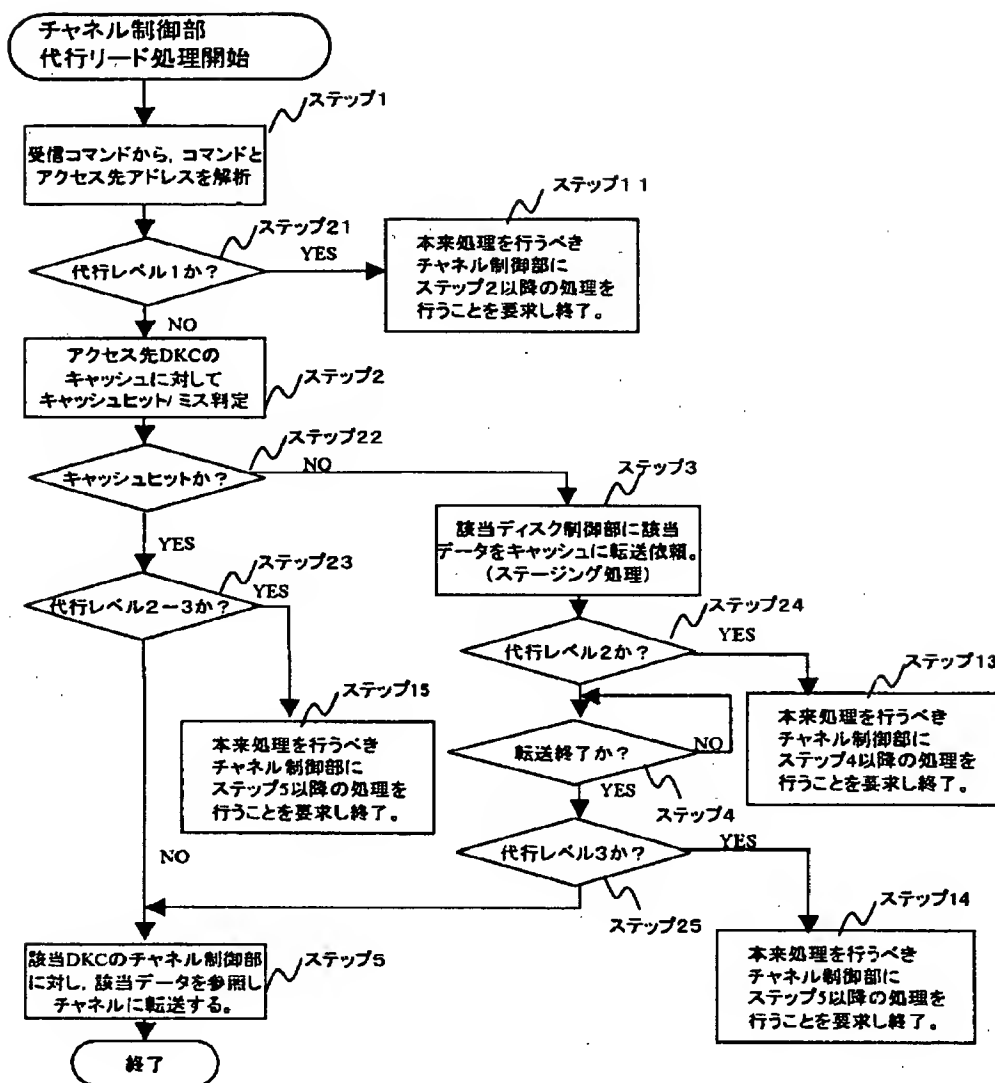 チャネル制御部
代行リード処理開始
ステップ1
受信コマンドから, コマンドと
アクセス先アドレスを解析
ステップ21
代行レベル1か?
YES
NO
ステップ11
本来処理を行うべき
チャネル制御部に
ステップ2以降の処理を
行うことを要求し終了。
アクセス先DKCの
キャッシュに対して
キャッシュヒット/ミス判定
ステップ2
ステップ22
キャッシュヒットか?
NO
YES
ステップ3
該当ディスク制御部に該当
データをキャッシュに転送依頼。
(ステージング処理)
ステップ23
代行レベル2-3か?
YES
ステップ24
代行レベル2か?
YES
ステップ13
本来処理を行うべき
チャネル制御部に
ステップ4以降の処理を
行うことを要求し終了。
ステップ15
本来処理を行うべき
チャネル制御部に
ステップ5以降の処理を
行うことを要求し終了。
転送終了か?
NO
YES
ステップ4
代行レベル3か?
YES
NO
ステップ25
ステップ14
本来処理を行うべき
チャネル制御部に
ステップ5以降の処理を
行うことを要求し終了。
該当DKCのチャネル制御部
に対し, 該当データを参照し
チャネルに転送する。
ステップ5
終了